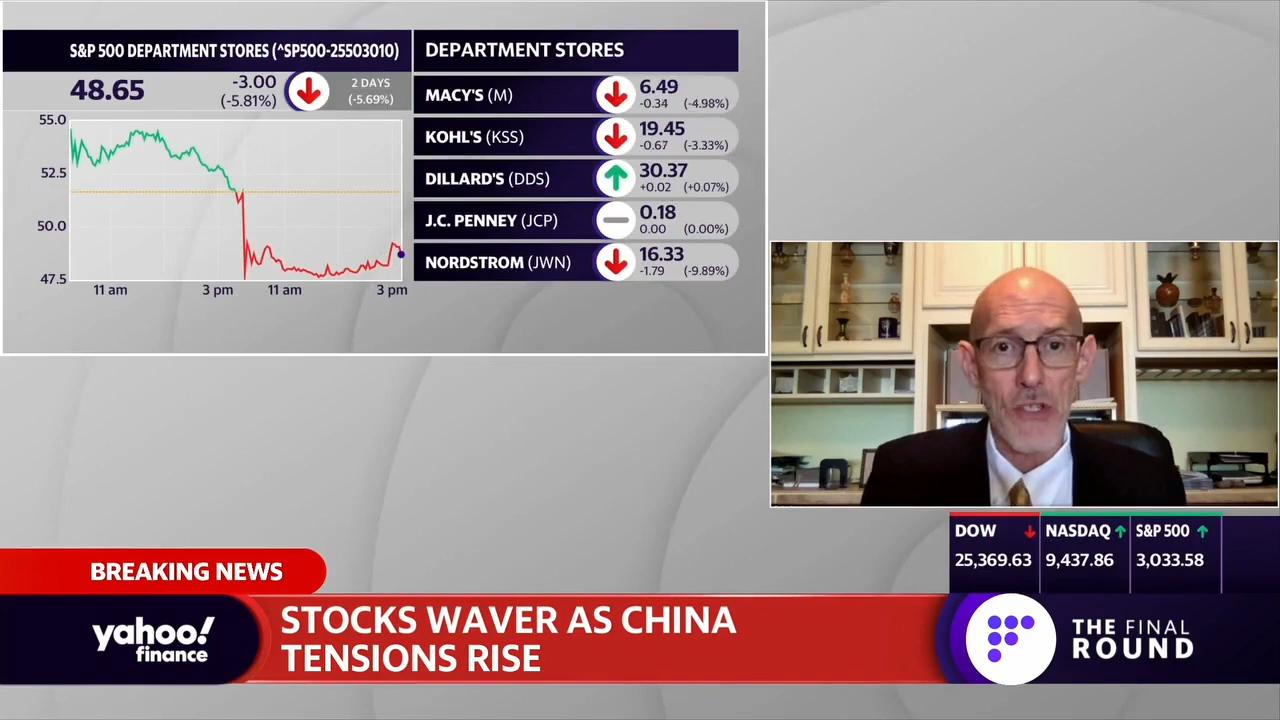 S&P 500 DEPARTMENT STORES (^SP500-25503010)
48.65
-3.00
(-5.81%)
2 DAYS
(-5.69%)
55.0
52.5
50.0
47.5
11 am
3 pm
11 am
3 pm
DEPARTMENT STORES
MACY'S (M)
6.49
-0.34 (-4.98%)
KOHL'S (KSS)
19.45
-0.67 (-3.33%)
DILLARD'S (DDS)
30.37
+0.02 (+0.07%)
J.C. PENNEY (JCP)
0.18
0.00 (0.00%)
NORDSTROM (JWN)
16.33
-1.79 (-9.89%)
DOW
25,369.63
NASDAQ
9,437.86
S&P 500
3,033.58
BREAKING NEWS
yahoo!
finance
STOCKS WAVER AS CHINA
TENSIONS RISE
THE FINAL
ROUND